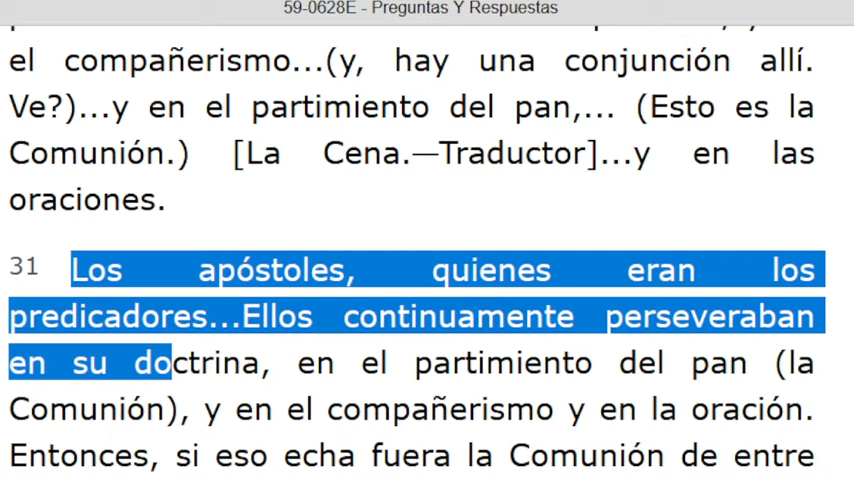 59-0628E - Preguntas Y Respuestas
el compañerismo...(y, hay una conjunción allí.
Ve?)...y en el partimiento del pan,... (Esto es la
Comunión.) [La Cena.—Traductor]...y en las
oraciones.
31 Los apóstoles, quienes eran los
predicadores...Ellos continuamente perseveraban
en su doctrina, en el partimiento del pan (la
Comunión), y en el compañerismo y en la oración.
Entonces, si eso echa fuera la Comunión de entre